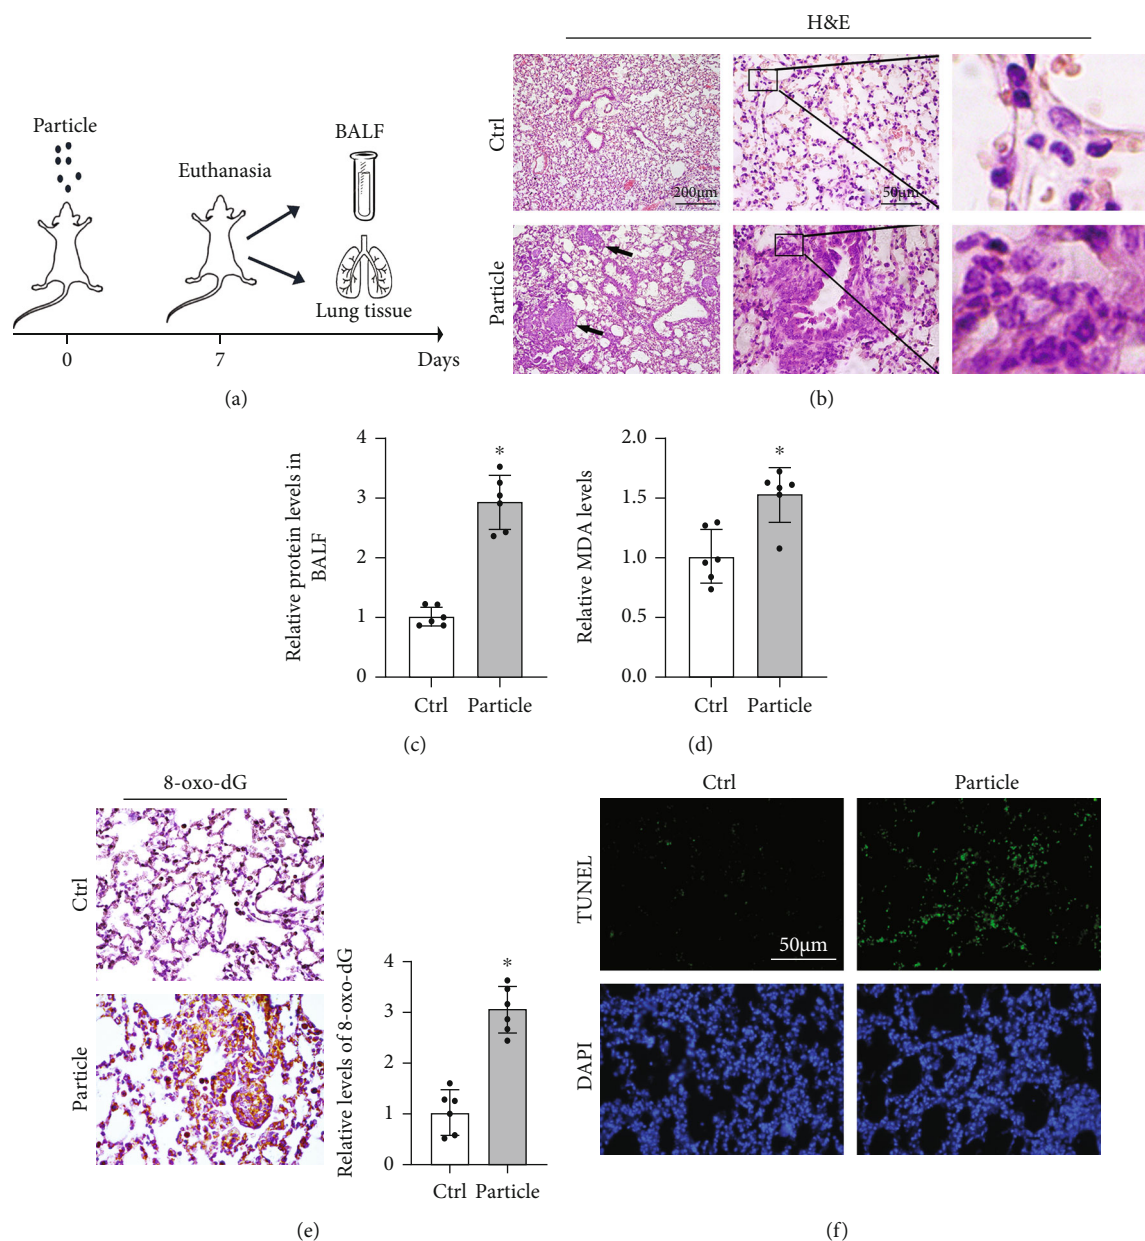 Particle
Euthanasia
BALF
Lung tissue
0
7
Days
(a)
H&E
Ctrl
200μm
50μm
Particle
(b)
Relative protein levels in
BALF
4
3
2
1
0
*
Ctrl
Particle
(c)
Relative MDA levels
2.0
1.5
1.0
0.5
0.0
*
Ctrl
Particle
(d)
8-oxo-dG
Ctrl
Particle
Relative levels of 8-oxo-dG
4
3
2
1
0
*
Ctrl
Particle
(e)
Ctrl
Particle
TUNEL
50μm
DAPI
(f)